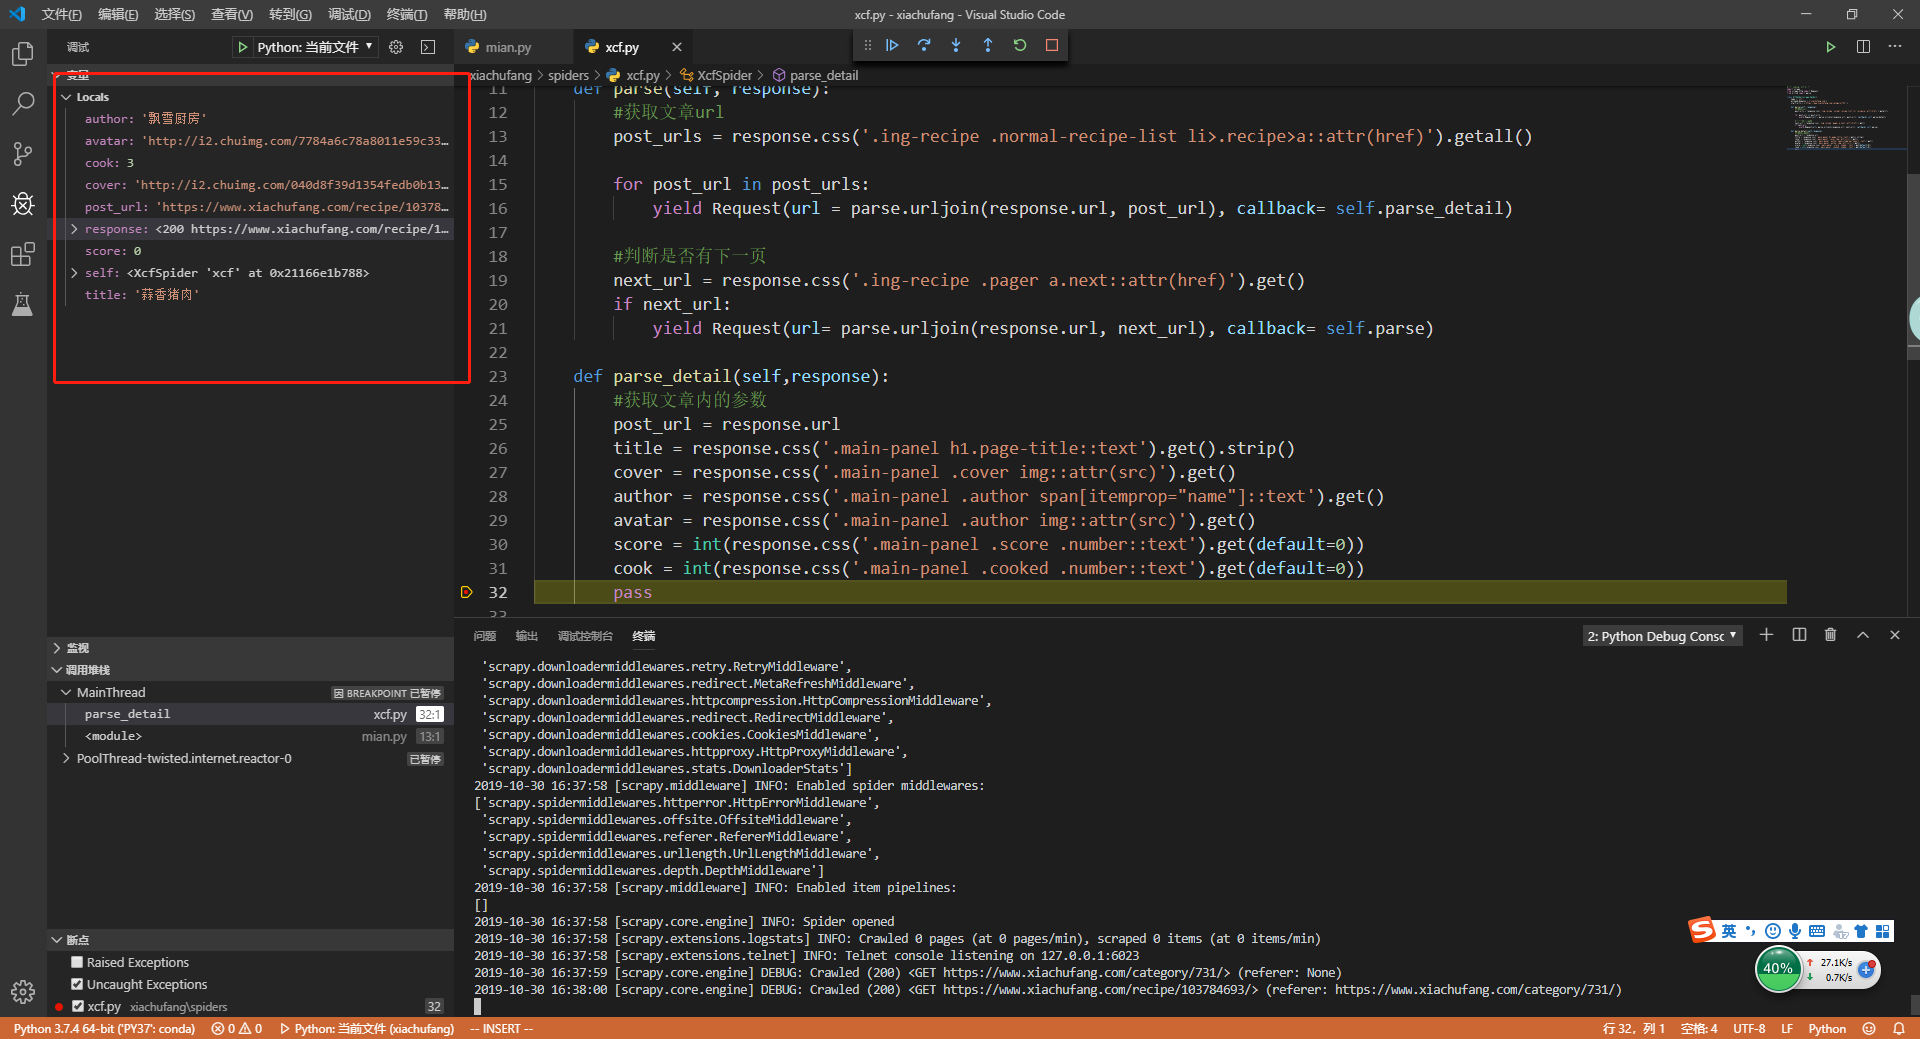 文件(F) 编辑(E) 选择(S) 查看(V) 转到(G) 调试(D) 终端(T) 帮助(H)
xcf.py - xiachufang - Visual Studio Code
调试
Python: 当前文件
变量
Locals
author: '飘雪厨房'
avatar: 'http://i2.chuimg.com/7784a6c78a8011e59c33...
cook: 3
cover: 'http://i2.chuimg.com/040d8f39d1354fedb0b13...
post_url: 'https://www.xiachufang.com/recipe/10378...
response: <200 https://www.xiachufang.com/recipe/1...
score: 0
self: <XcfSpider 'xcf' at 0x21166e1b788>
title: '蒜香猪肉'
监视
调用堆栈
MainThread 因 BREAKPOINT 已暂停
parse_detail xcf.py 32:1
<module> mian.py 13:1
PoolThread-twisted.internet.reactor-0 已暂停
断点
Raised Exceptions
Uncaught Exceptions
xcf.py xiachufang\spiders 32
mian.py xcf.py
xiachufang > spiders > xcf.py > XcfSpider > parse_detail
11 def parse(self, response):
12 #获取文章url
13 post_urls = response.css('.ing-recipe .normal-recipe-list li>.recipe>a::attr(href)').getall()
14
15 for post_url in post_urls:
16 yield Request(url = parse.urljoin(response.url, post_url), callback= self.parse_detail)
17
18 #判断是否有下一页
19 next_url = response.css('.ing-recipe .pager a.next::attr(href)').get()
20 if next_url:
21 yield Request(url= parse.urljoin(response.url, next_url), callback= self.parse)
22
23 def parse_detail(self,response):
24 #获取文章内的参数
25 post_url = response.url
26 title = response.css('.main-panel h1.page-title::text').get().strip()
27 cover = response.css('.main-panel .cover img::attr(src)').get()
28 author = response.css('.main-panel .author span[itemprop="name"]::text').get()
29 avatar = response.css('.main-panel .author img::attr(src)').get()
30 score = int(response.css('.main-panel .score .number::text').get(default=0))
31 cook = int(response.css('.main-panel .cooked .number::text').get(default=0))
32 pass
33
问题 输出 调试控制台 终端
2: Python Debug Consc
'scrapy.downloadermiddlewares.retry.RetryMiddleware',
'scrapy.downloadermiddlewares.redirect.MetaRefreshMiddleware',
'scrapy.downloadermiddlewares.httpcompression.HttpCompressionMiddleware',
'scrapy.downloadermiddlewares.redirect.RedirectMiddleware',
'scrapy.downloadermiddlewares.cookies.CookiesMiddleware',
'scrapy.downloadermiddlewares.httpproxy.HttpProxyMiddleware',
'scrapy.downloadermiddlewares.stats.DownloaderStats']
2019-10-30 16:37:58 [scrapy.middleware] INFO: Enabled spider middlewares:
['scrapy.spidermiddlewares.httperror.HttpErrorMiddleware',
'scrapy.spidermiddlewares.offsite.OffsiteMiddleware',
'scrapy.spidermiddlewares.referer.RefererMiddleware',
'scrapy.spidermiddlewares.urllength.UrlLengthMiddleware',
'scrapy.spidermiddlewares.depth.DepthMiddleware']
2019-10-30 16:37:58 [scrapy.middleware] INFO: Enabled item pipelines:
[]
2019-10-30 16:37:58 [scrapy.core.engine] INFO: Spider opened
2019-10-30 16:37:58 [scrapy.extensions.logstats] INFO: Crawled 0 pages (at 0 pages/min), scraped 0 items (at 0 items/min)
2019-10-30 16:37:58 [scrapy.extensions.telnet] INFO: Telnet console listening on 127.0.0.1:6023
2019-10-30 16:37:59 [scrapy.core.engine] DEBUG: Crawled (200) <GET https://www.xiachufang.com/category/731/> (referer: None)
2019-10-30 16:38:00 [scrapy.core.engine] DEBUG: Crawled (200) <GET https://www.xiachufang.com/recipe/103784693/> (referer: https://www.xiachufang.com/category/731/)
英
40% 27.1K/s
0.7K/s
Python 3.7.4 64-bit ('PY37': conda) 0 0 Python: 当前文件 (xiachufang) -- INSERT -- 行 32，列 1 空格: 4 UTF-8 LF Python